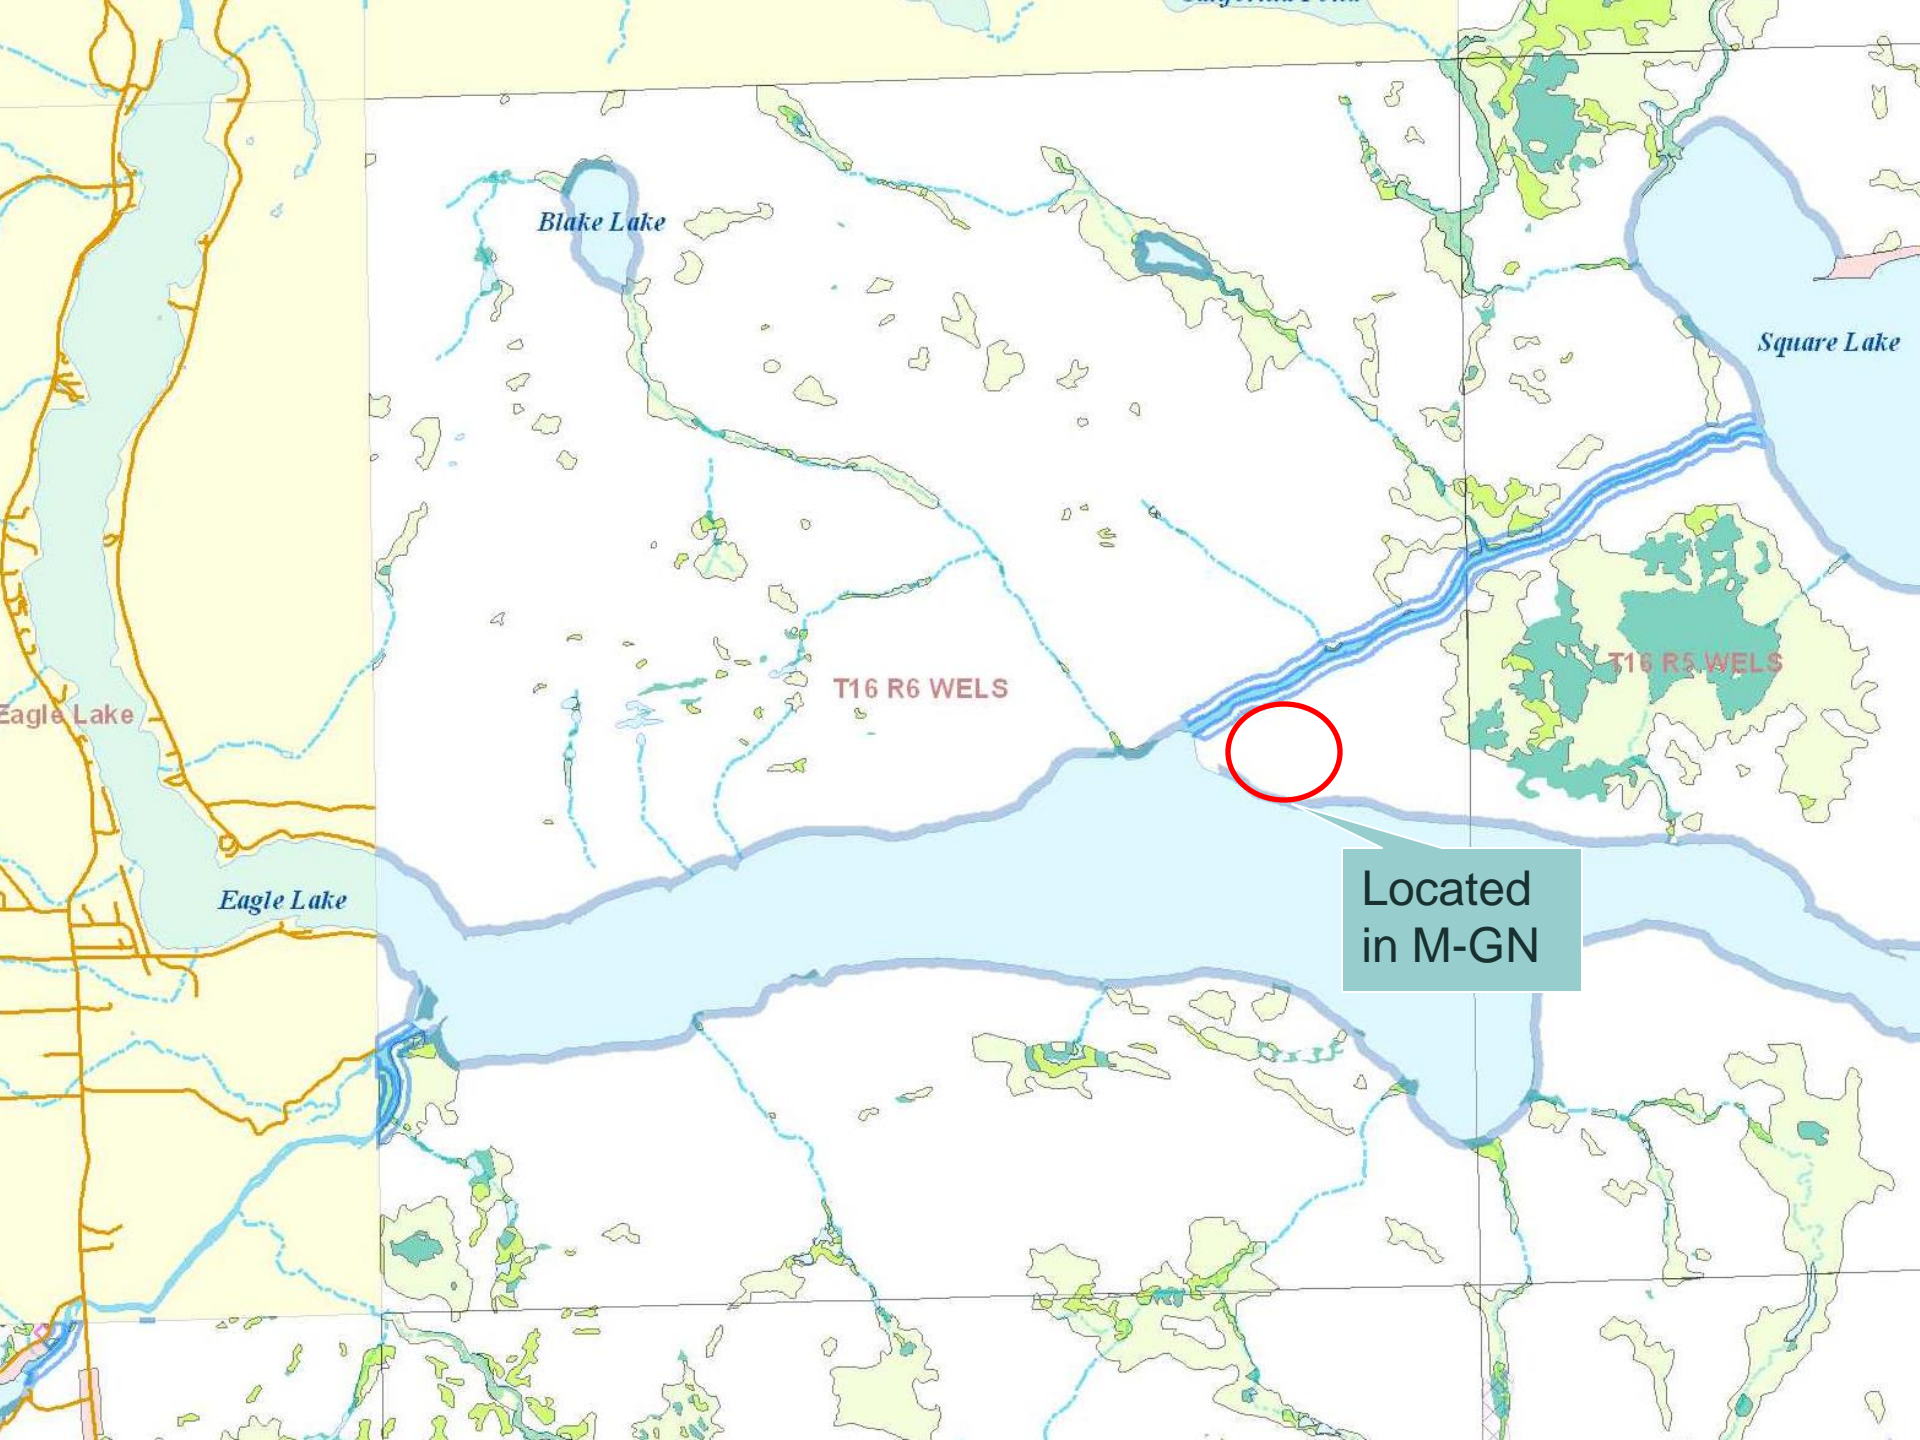 Blake Lake
Square Lake
T16 R5 WELS
T16 R6 WELS
Eagle Lake
Eagle Lake
Located
in M-GN